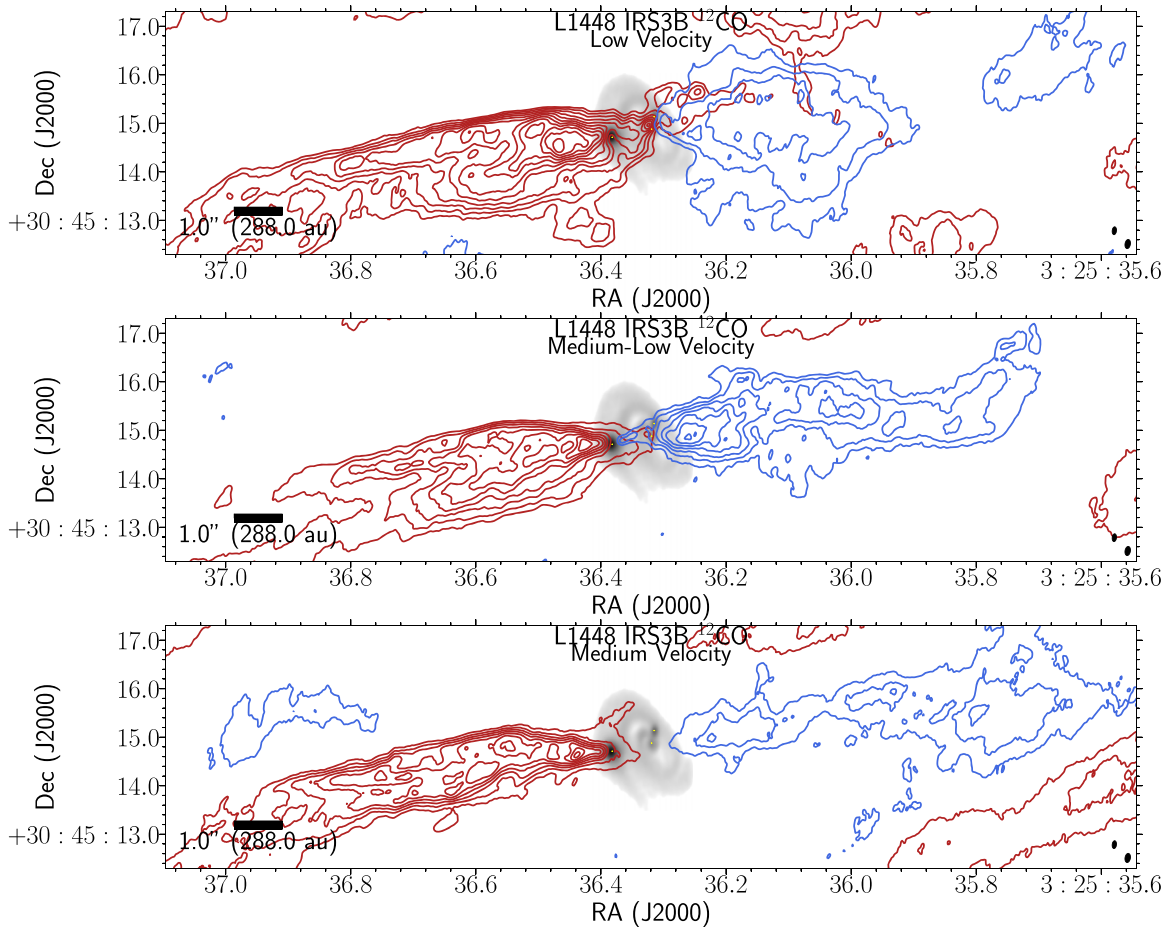 L1448 IRS3B ¹²CO
Low Velocity
17.0
16.0
15.0
14.0
+30 : 45 : 13.0
Dec (J2000)
1.0" (288.0 au)
37.0 36.8 36.6 36.4 36.2 36.0 35.8 3 : 25 : 35.6
RA (J2000)
L1448 IRS3B ¹²CO
Medium-Low Velocity
17.0
16.0
15.0
14.0
+30 : 45 : 13.0
Dec (J2000)
1.0" (288.0 au)
37.0 36.8 36.6 36.4 36.2 36.0 35.8 3 : 25 : 35.6
RA (J2000)
L1448 IRS3B ¹²CO
Medium Velocity
17.0
16.0
15.0
14.0
+30 : 45 : 13.0
Dec (J2000)
1.0" (288.0 au)
37.0 36.8 36.6 36.4 36.2 36.0 35.8 3 : 25 : 35.6
RA (J2000)